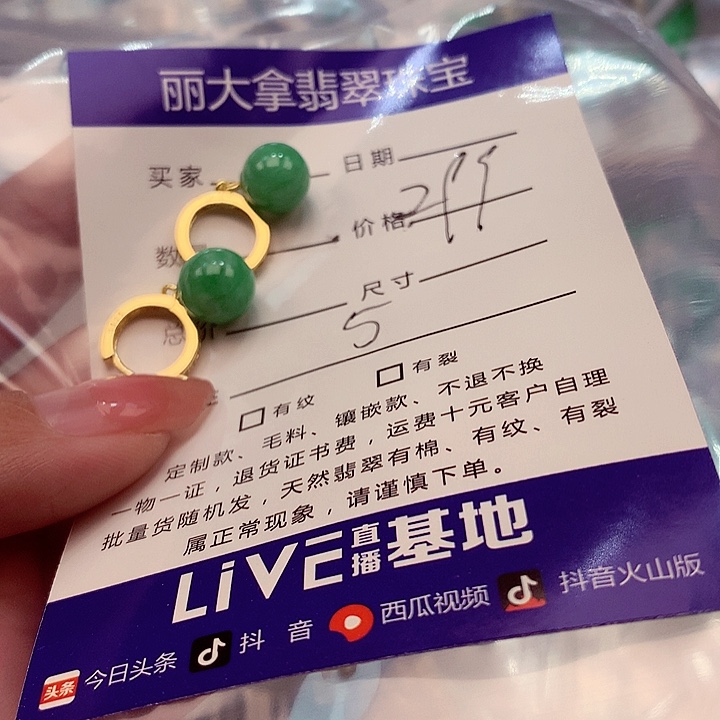 丽大拿翡翠珠宝
买家 日期
价格 299
尺寸
5
有纹 有裂
定制款、毛料、镶嵌款、不退不换
一物一证，退货证书费，运费十元客户自理
批量货随机发，天然翡翠有棉、有纹、有裂
属正常现象，请谨慎下单。
LiVE直播基地
头条 今日头条 抖音 西瓜视频 抖音火山版